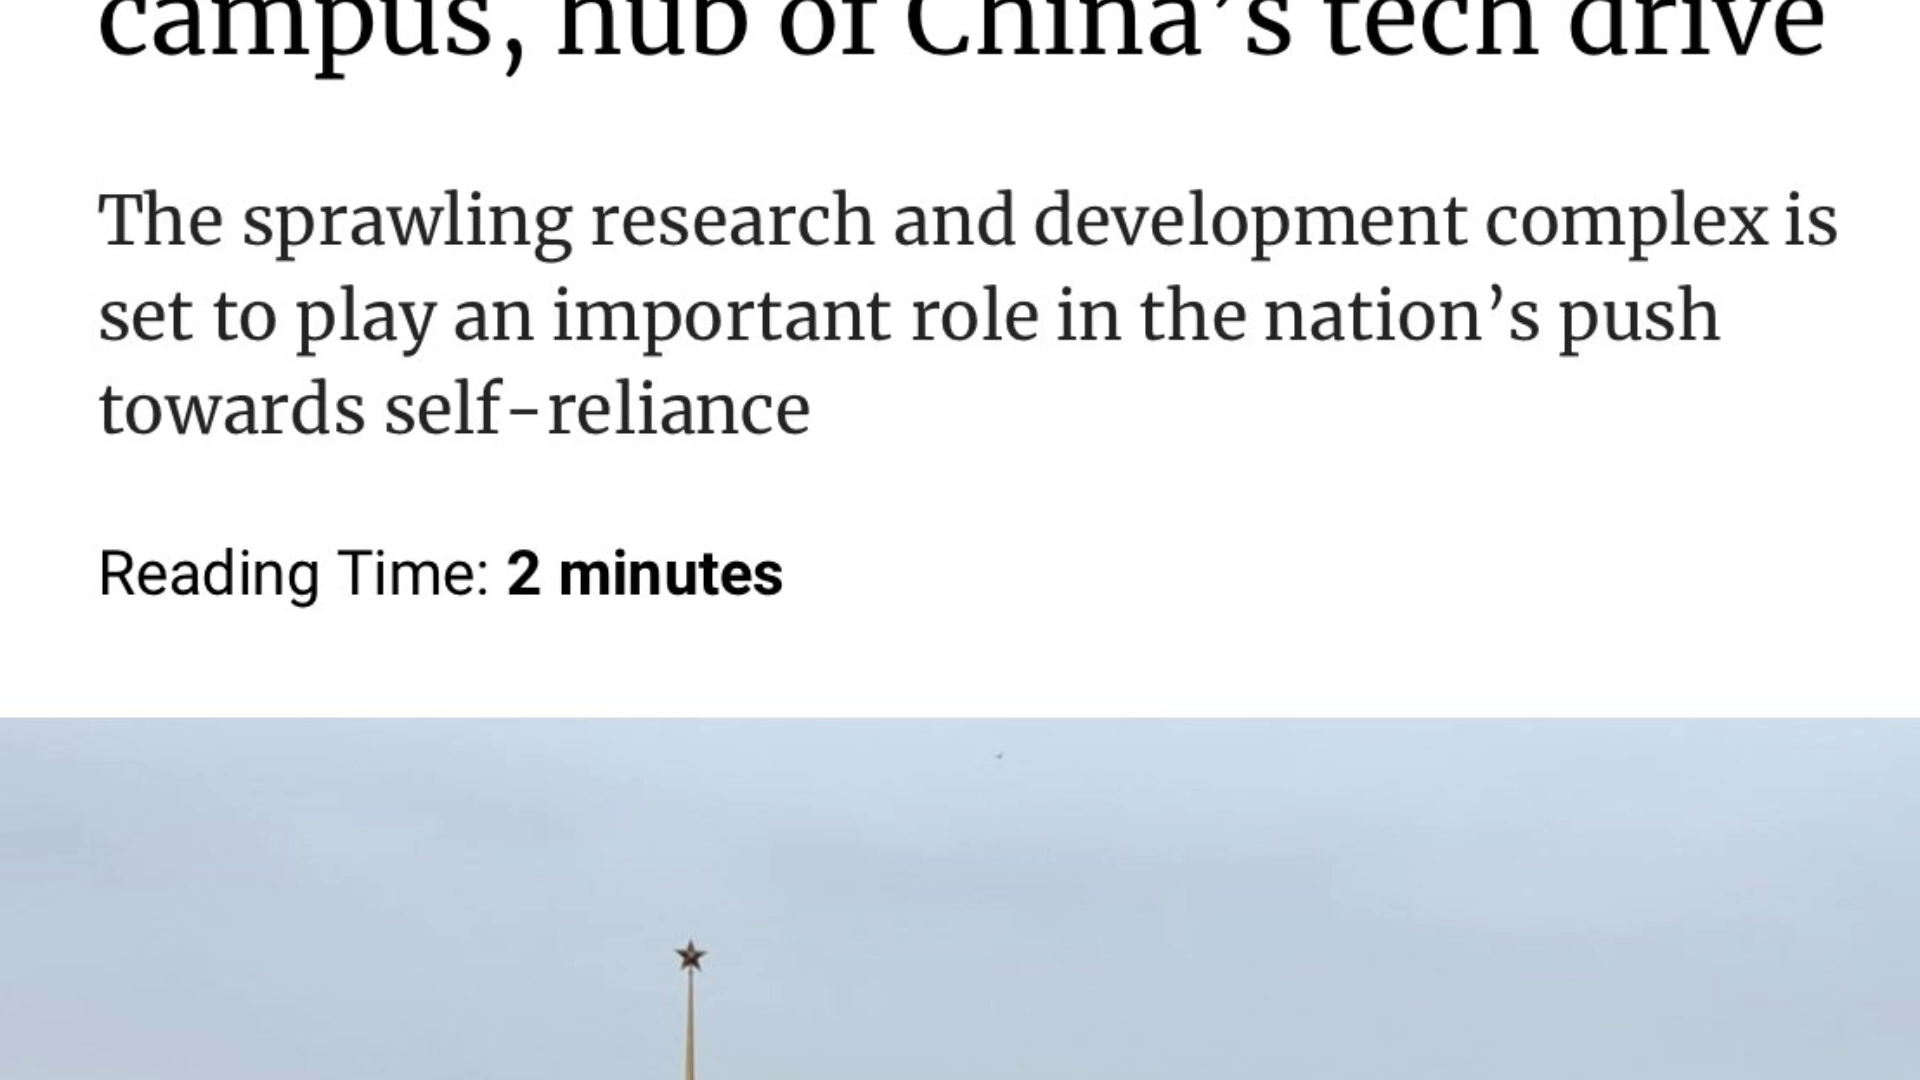 campus, hub of China’s tech drive
The sprawling research and development complex is
set to play an important role in the nation’s push
towards self-reliance
Reading Time: 2 minutes